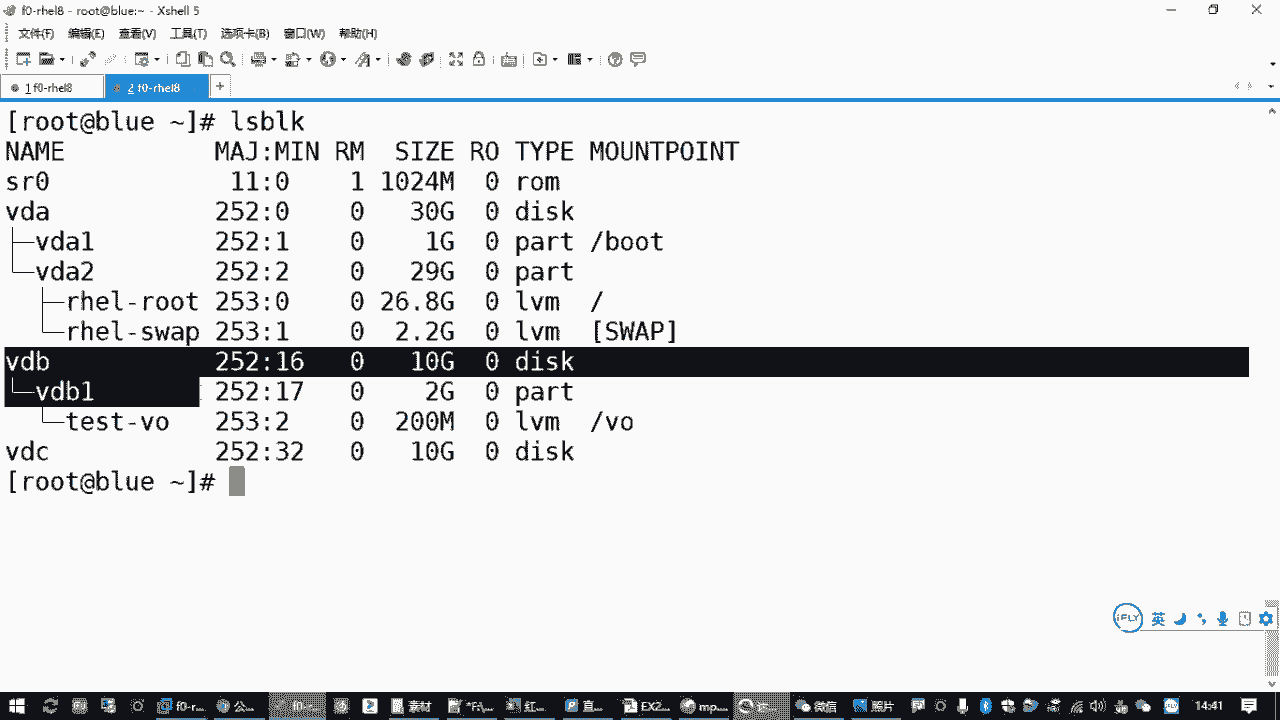 f0-rhel8 - root@blue:~ - Xshell 5
文件(F) 编辑(E) 查看(V) 工具(T) 选项卡(B) 窗口(W) 帮助(H)
1 f0-rhel8 2 f0-rhel8 +
[root@blue ~]# lsblk
NAME MAJ:MIN RM SIZE RO TYPE MOUNTPOINT
sr0 11:0 1 1024M 0 rom
vda 252:0 0 30G 0 disk
├─vda1 252:1 0 1G 0 part /boot
└─vda2 252:2 0 29G 0 part
├─rhel-root 253:0 0 26.8G 0 lvm /
└─rhel-swap 253:1 0 2.2G 0 lvm [SWAP]
vdb 252:16 0 10G 0 disk
└─vdb1 252:17 0 2G 0 part
└─test-vo 253:2 0 200M 0 lvm /vo
vdc 252:32 0 10G 0 disk
[root@blue ~]#
iFLY 英
f0-r... 公... f0-... 素材 红... 直... EX2... mp... 微信 照片 14:41